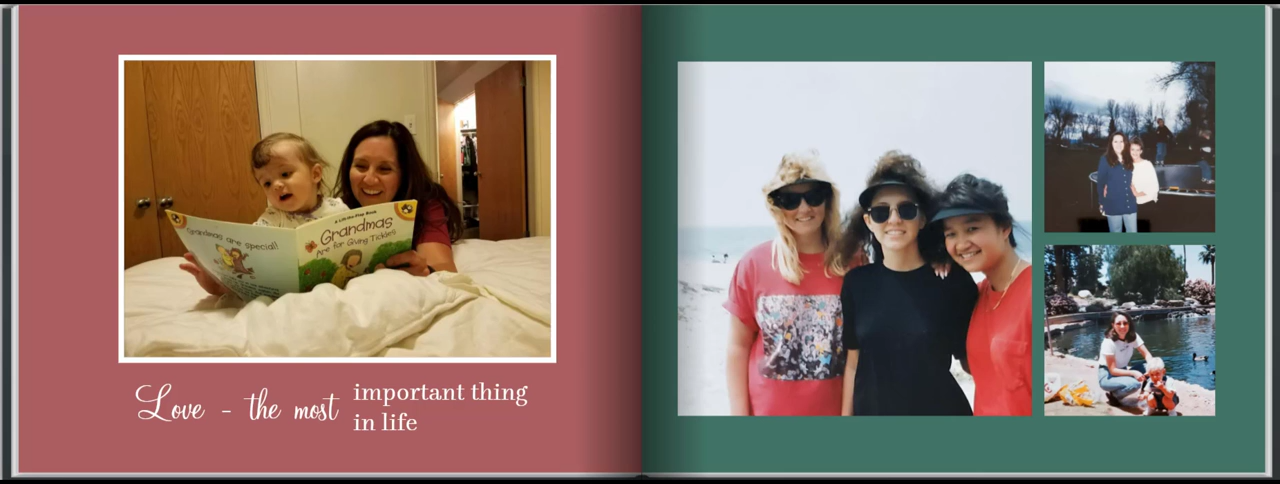 Grandmas are special!
A Lift-the-Flap Book
Grandmas
Are for Giving Tickles
Love - the most important thing
in life